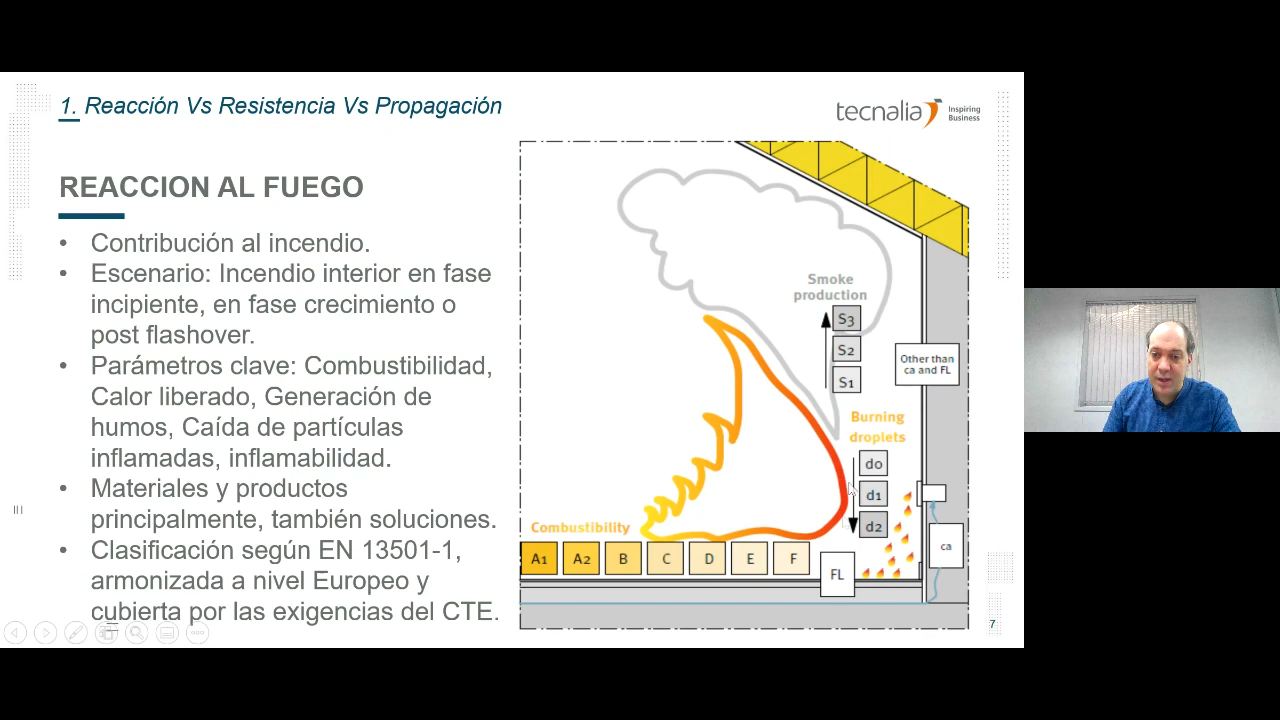 1. Reacción Vs Resistencia Vs Propagación
tecnalia
Inspiring
Business
REACCION AL FUEGO
• Contribución al incendio.
• Escenario: Incendio interior en fase
incipiente, en fase crecimiento o
post flashover.
• Parámetros clave: Combustibilidad,
Calor liberado, Generación de
humos, Caída de partículas
inflamadas, inflamabilidad.
• Materiales y productos
principalmente, también soluciones.
• Clasificación según EN 13501-1,
armonizada a nivel Europeo y
cubierta por las exigencias del CTE.
Smoke
production
S3
S2
S1
Other than
ca and FL
Burning
droplets
d0
d1
d2
Combustibility
A1 A2 B C D E F
FL
ca
7